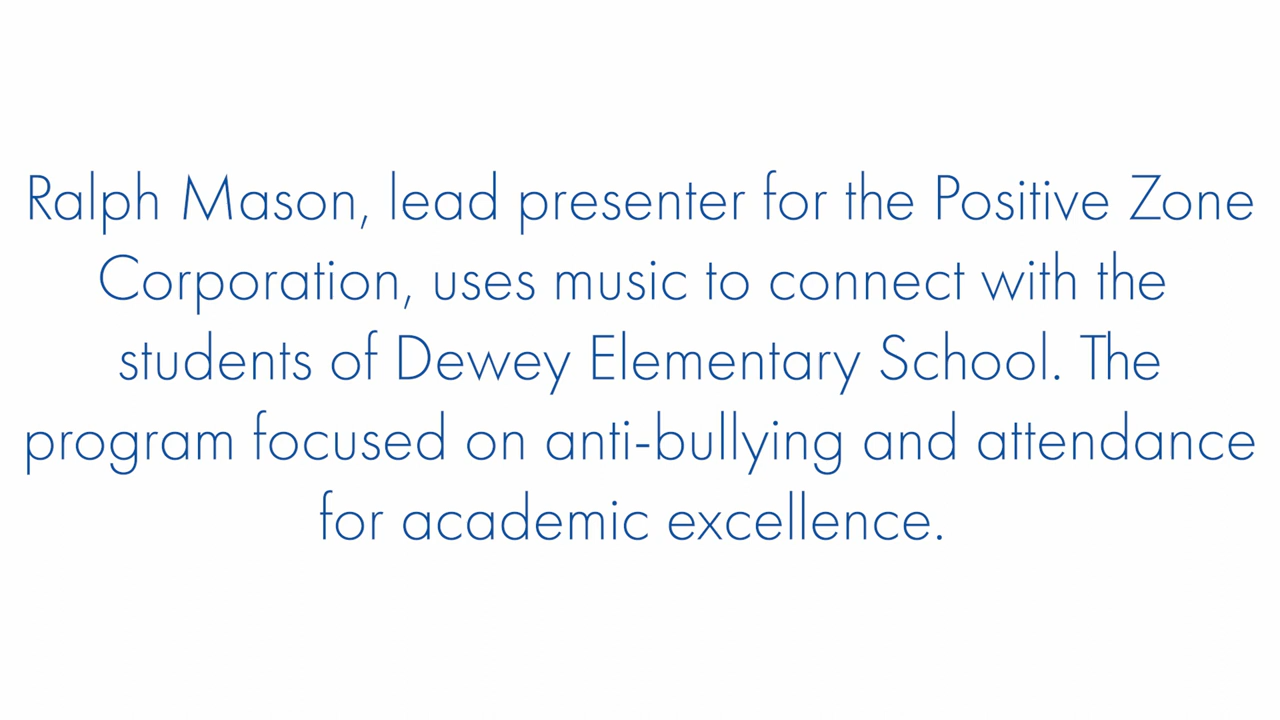 Ralph Mason, lead presenter for the Positive Zone
Corporation, uses music to connect with the
students of Dewey Elementary School. The
program focused on anti-bullying and attendance
for academic excellence.